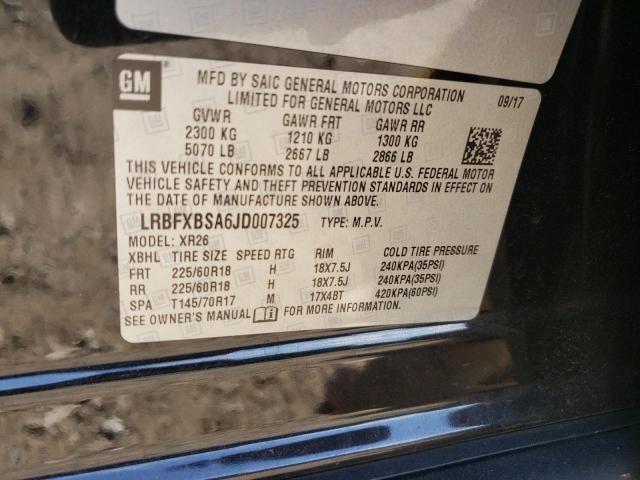 GM
MFD BY SAIC GENERAL MOTORS CORPORATION
LIMITED FOR GENERAL MOTORS LLC
09/17
GVWR GAWR FRT GAWR RR
2300 KG 1210 KG 1300 KG
5070 LB 2667 LB 2866 LB
THIS VEHICLE CONFORMS TO ALL APPLICABLE U.S. FEDERAL MOTOR
VEHICLE SAFETY AND THEFT PREVENTION STANDARDS IN EFFECT ON
THE DATE OF MANUFACTURE SHOWN ABOVE.
LRBFXBSA6JD007325 TYPE: M.P.V.
MODEL: XR26
XBHL TIRE SIZE SPEED RTG RIM COLD TIRE PRESSURE
FRT 225/60R18 H 18X7.5J 240KPA(35PSI)
RR 225/60R18 H 18X7.5J 240KPA(35PSI)
SPA T145/70R17 M 17X4BT 420KPA(60PSI)
SEE OWNER'S MANUAL FOR MORE INFORMATION.